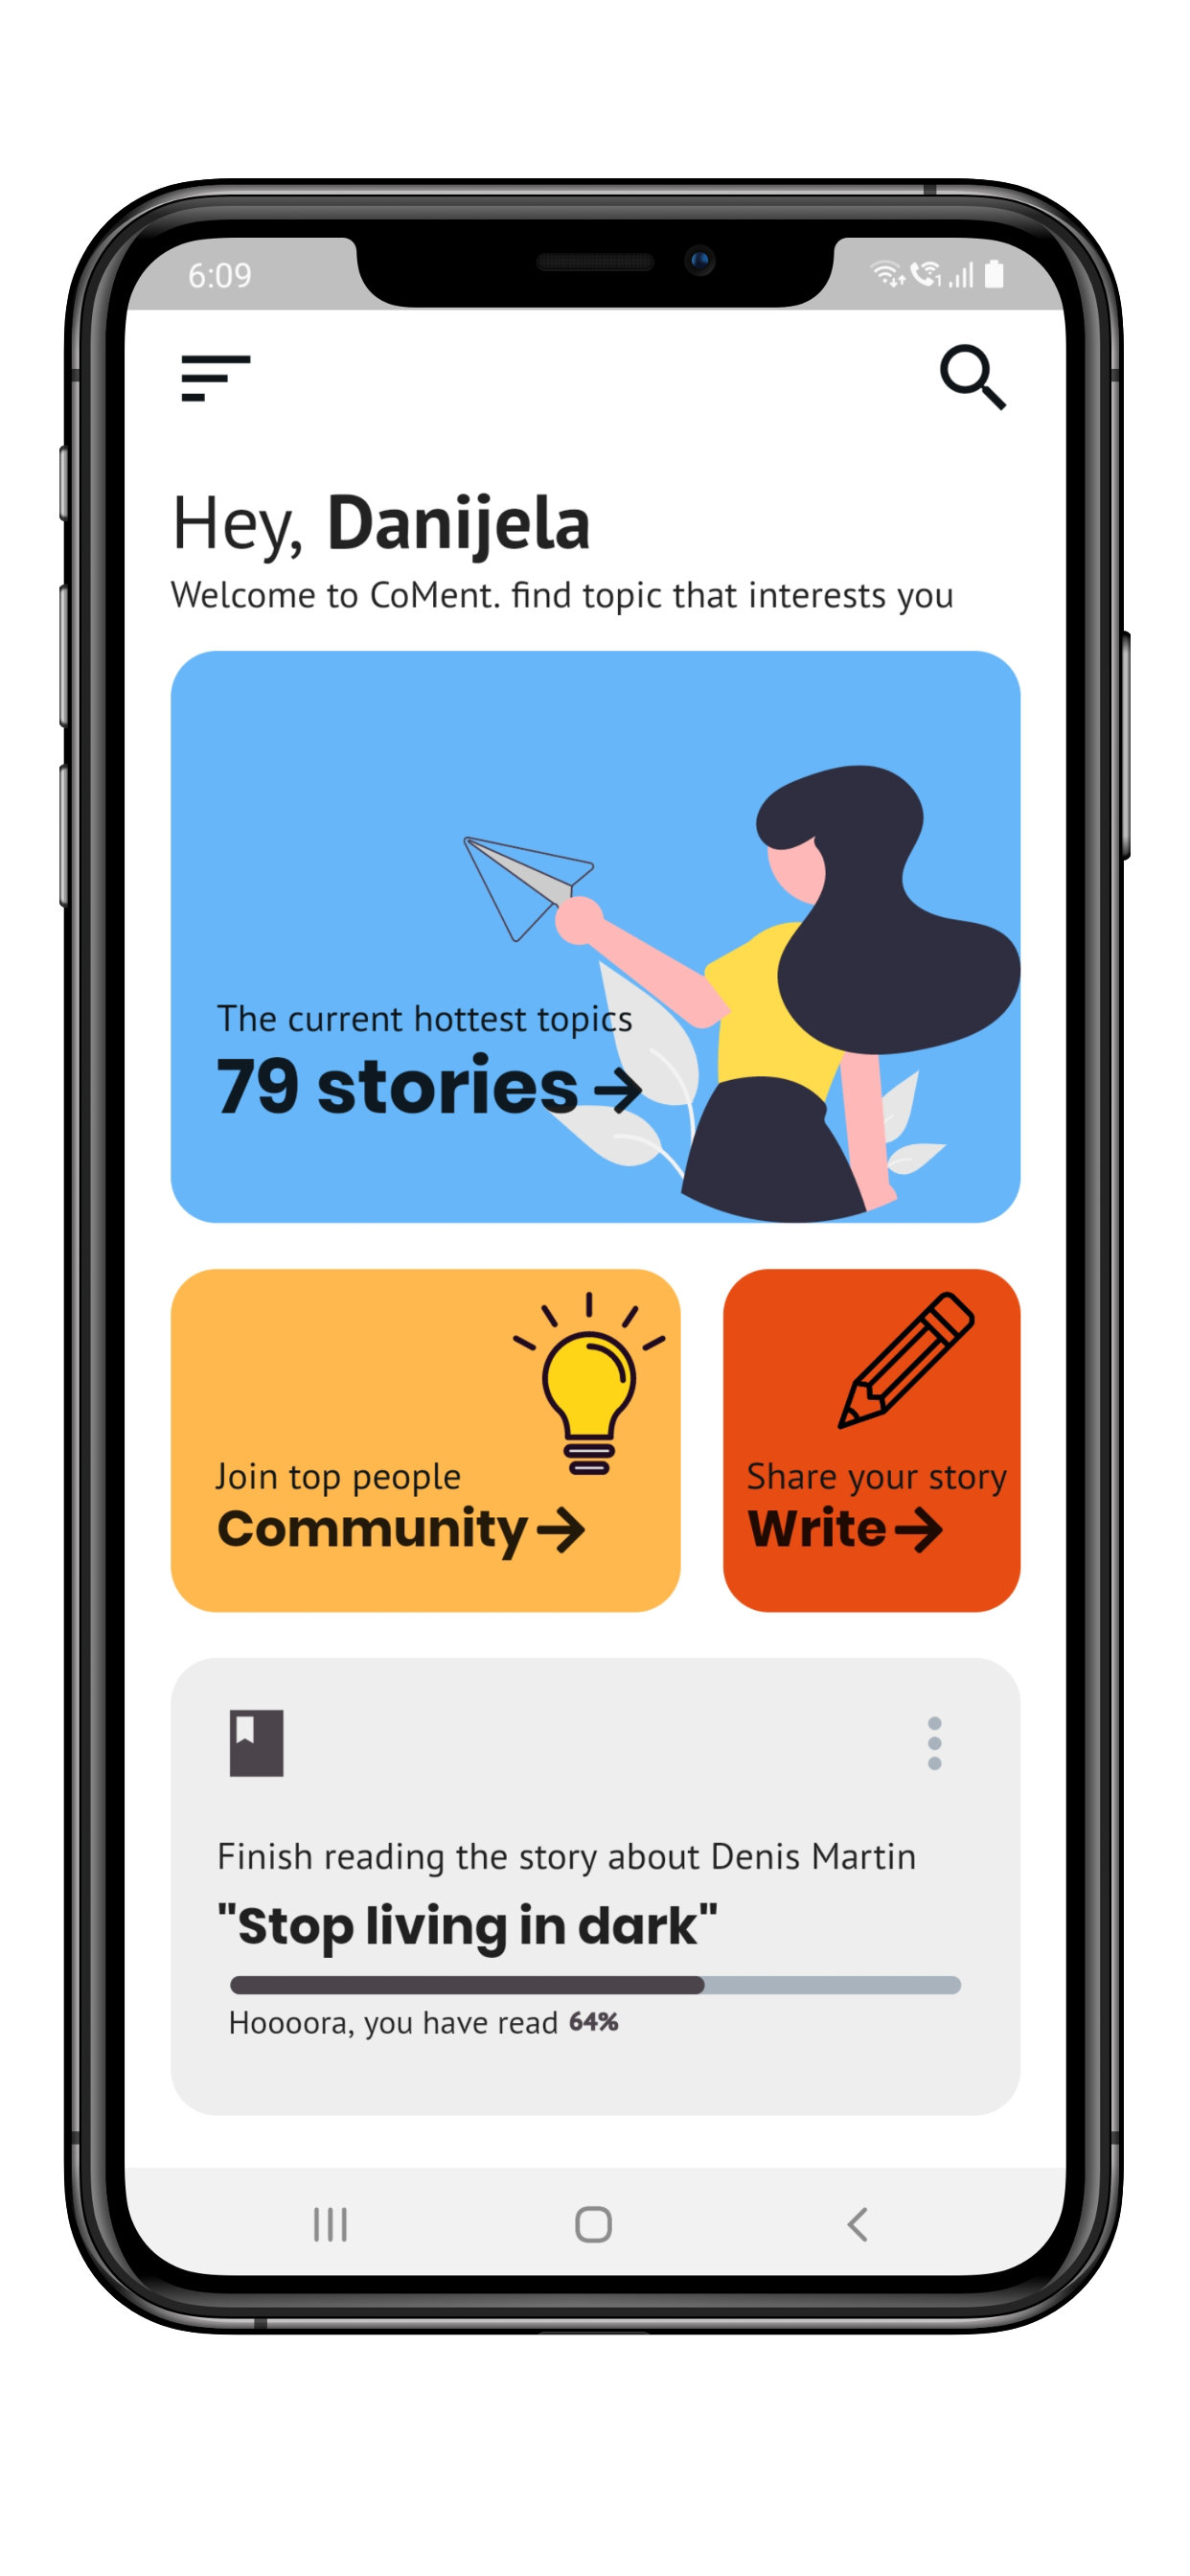 6:09
Hey, Danijela
Welcome to CoMent. find topic that interests you
The current hottest topics
79 stories
Join top people
Community
Share your story
Write
Finish reading the story about Denis Martin
"Stop living in dark"
Hoooora, you have read 64%